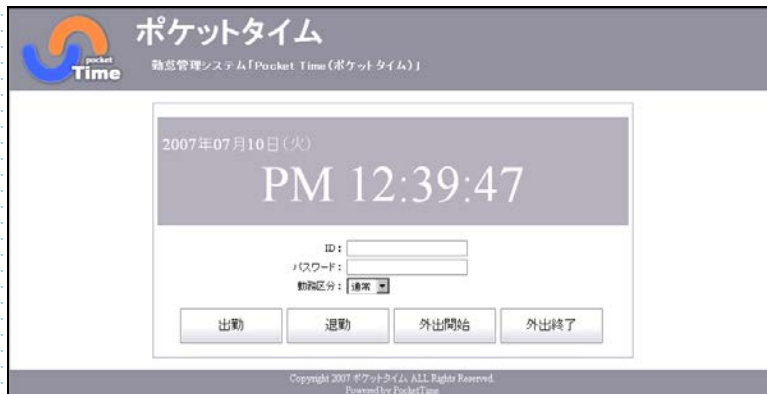 ポケットタイム
pocket
Time
勤怠管理システム「Pocket Time(ポケットタイム)」
2007年07月10日(火)
PM 12:39:47
ID:
パスワード:
勤務区分: 通常
出勤 退勤 外出開始 外出終了
Copyright 2007 ポケットタイム ALL Rights Reserved.
Powered by PocketTime